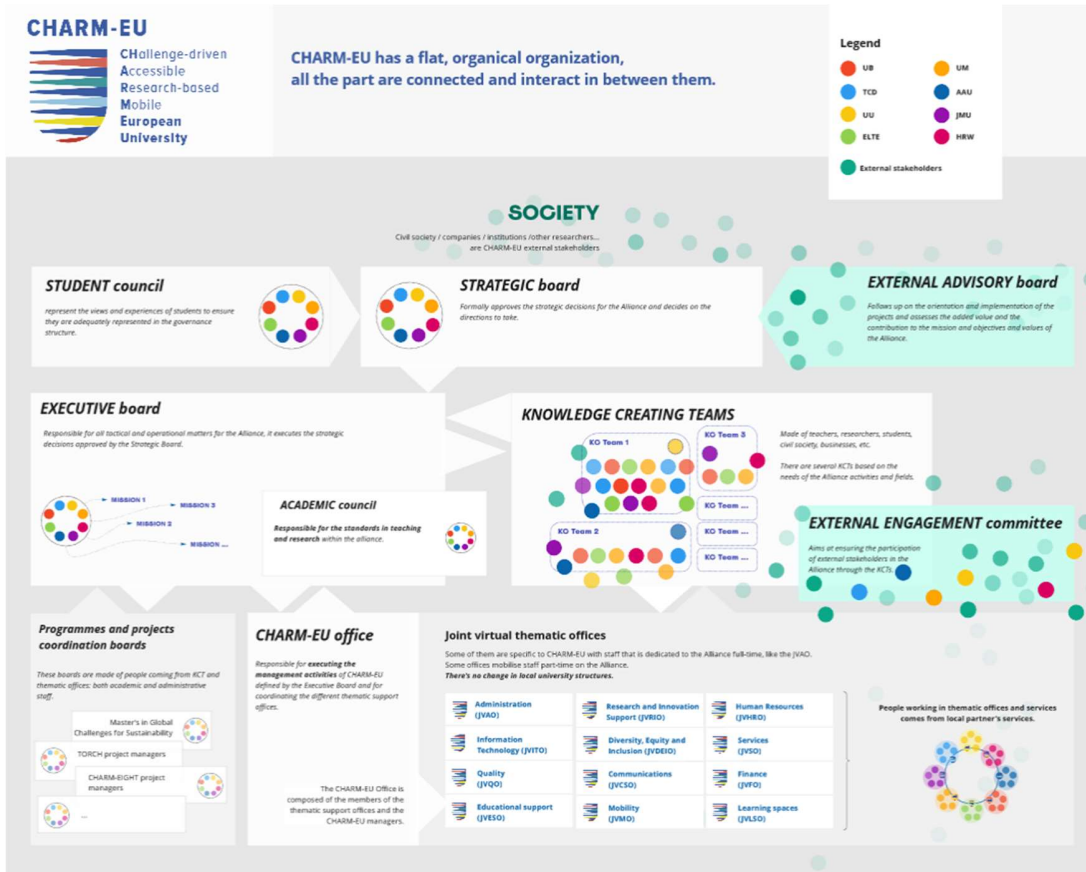 CHARM-EU
CHallenge-driven
Accessible
Research-based
Mobile
European
University
CHARM-EU has a flat, organical organization,
all the part are connected and interact in between them.
Legend
UB
UM
TCD
AAU
UU
JMU
ELTE
HRW
External stakeholders
SOCIETY
Civil society / companies / institutions /other researchers...
are CHARM-EU external stakeholders
STUDENT council
represent the views and experiences of students to ensure
they are adequately represented in the governance
structure.
STRATEGIC board
Formally approves the strategic decisions for the Alliance and decides on the
directions to take.
EXTERNAL ADVISORY board
Follows up on the orientation and implementation of the
projects and assesses the added value and the
contribution to the mission and objectives and values of
the Alliance.
EXECUTIVE board
Responsible for all tactical and operational matters for the Alliance, it executes the strategic
decisions approved by the Strategic Board.
MISSION 1
MISSION 3
MISSION 2
MISSION ...
ACADEMIC council
Responsible for the standards in teaching
and research within the alliance.
KNOWLEDGE CREATING TEAMS
KC Team 1
KC Team 3
KC Team ...
KC Team 2
KC Team ...
KC Team ...
Made of teachers, researchers, students,
civil society, businesses, etc.
There are several KCTs based on the
needs of the Alliance activities and fields.
EXTERNAL ENGAGEMENT committee
Aims at ensuring the participation
of external stakeholders in the
Alliance through the KCTs.
Programmes and projects
coordination boards
These boards are made of people coming from KCT and
thematic offices: both academic and administrative
staff.
Master's in Global
Challenges for Sustainability
TORCH project managers
CHARM-EIGHT project
managers
...
CHARM-EU office
Responsible for executing the
management activities of CHARM-EU
defined by the Executive Board and for
coordinating the different thematic support
offices.
The CHARM-EU Office is
composed of the members of the
thematic support offices and the
CHARM-EU managers.
Joint virtual thematic offices
Some of them are specific to CHARM-EU with staff that is dedicated to the Alliance full-time, like the JVAO.
Some offices mobilise staff part-time on the Alliance.
There's no change in local university structures.
Administration
(JVAO)
Research and Innovation
Support (JVRIO)
Human Resources
(JVHRO)
Information
Technology (JVITO)
Diversity, Equity and
Inclusion (JVDEIO)
Services
(JVSO)
Quality
(JVQO)
Communications
(JVCSO)
Finance
(JVFO)
Educational support
(JVESO)
Mobility
(JVMO)
Learning spaces
(JVLSO)
People working in thematic offices and services
comes from local partner's services.